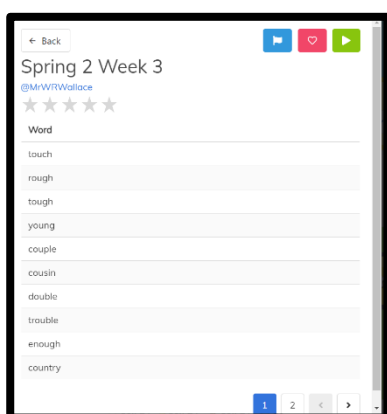 ← Back
Spring 2 Week 3
@MrWRWallace
Word
touch
rough
tough
young
couple
cousin
double
trouble
enough
country
1 2 < >